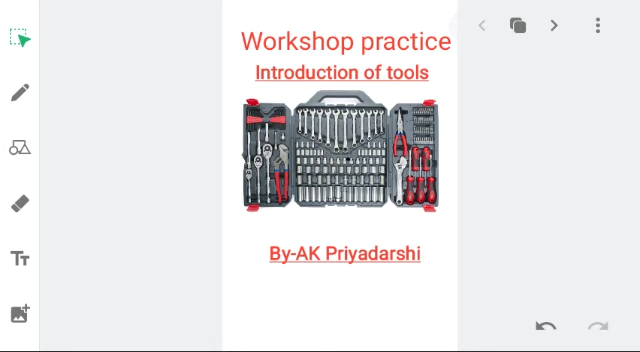 Workshop practice
Introduction of tools
By-AK Priyadarshi